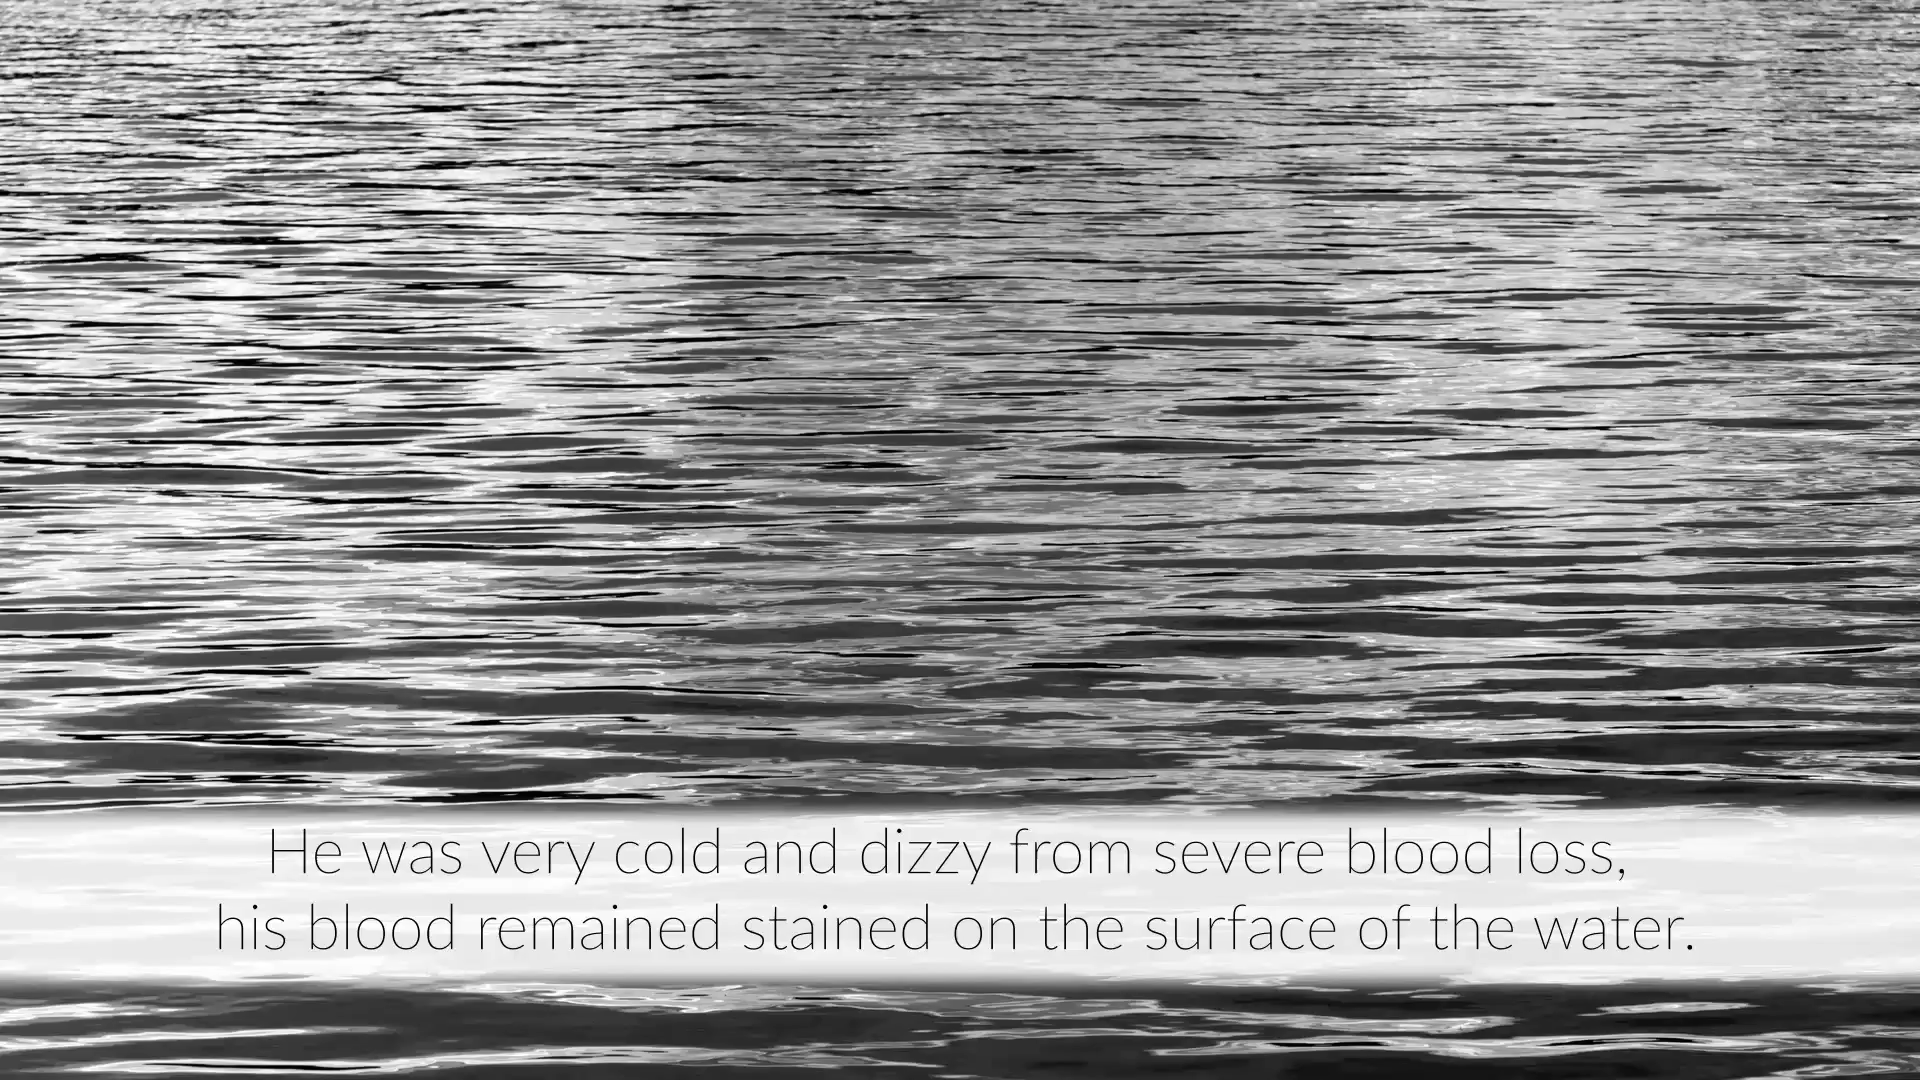 He was very cold and dizzy from severe blood loss,
his blood remained stained on the surface of the water.